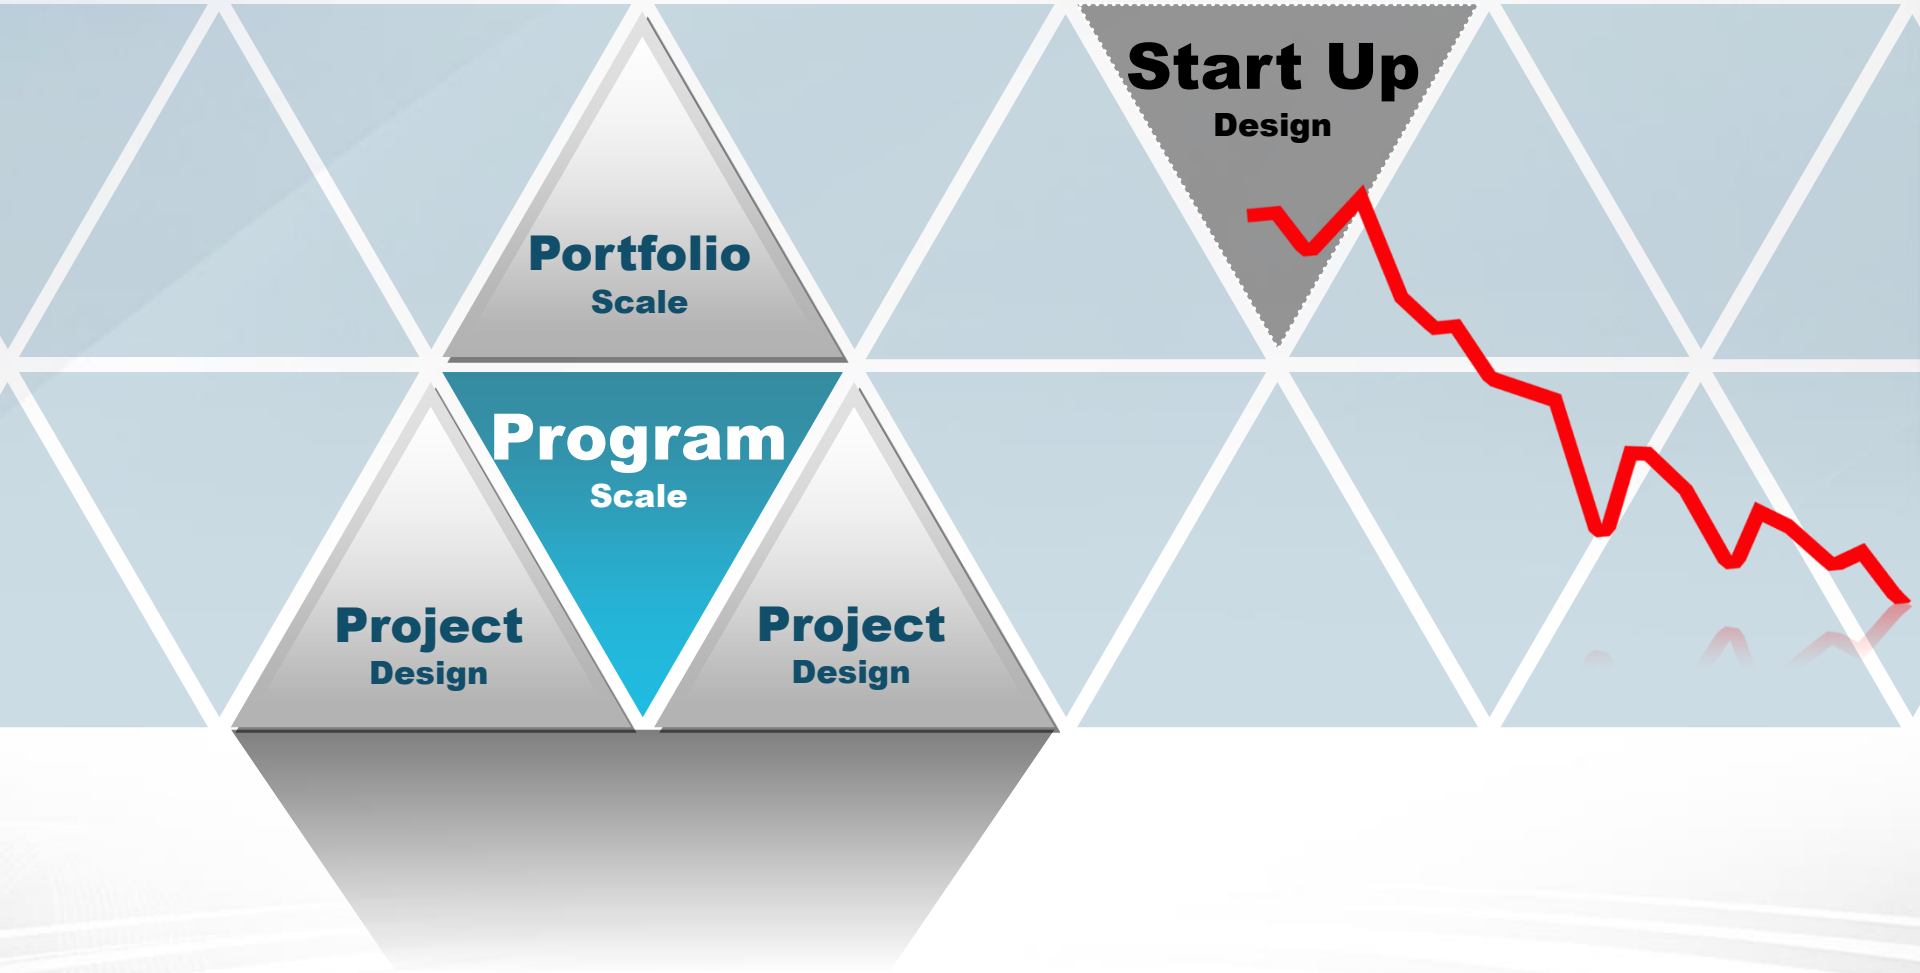 Start Up
Design
Portfolio
Scale
Program
Scale
Project
Design
Project
Design